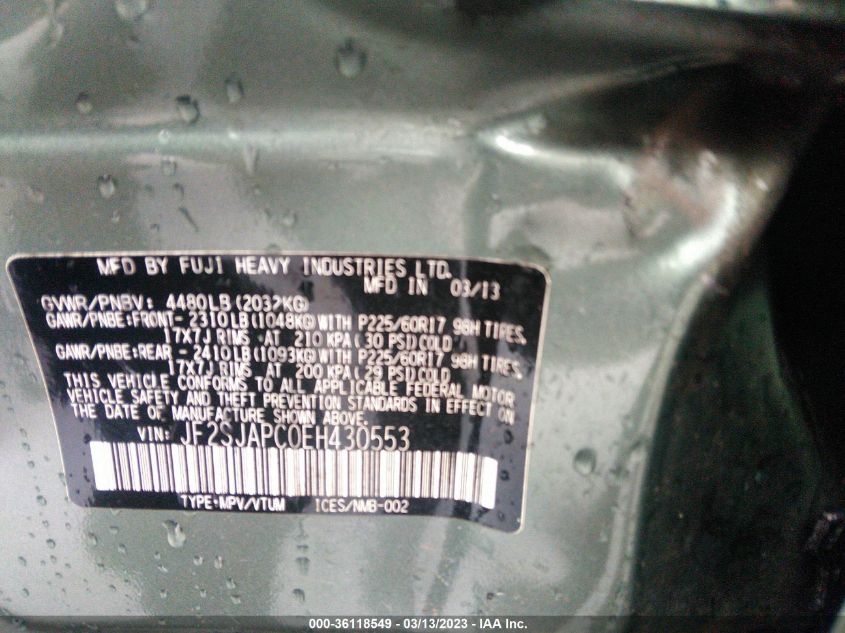 MFD BY FUJI HEAVY INDUSTRIES LTD.
MFD IN 03/13
GVWR/PNBV: 4480LB(2032KG)
GAWR/PNBE:FRONT- 2310LB(1048KG)WITH P225/60R17 98H TIRES,
17X7J RIMS AT 210 KPA(30 PSI)COLD
GAWR/PNBE:REAR - 2410LB(1093KG)WITH P225/60R17 98H TIRES,
17X7J RIMS AT 200 KPA(29 PSI)COLD
THIS VEHICLE CONFORMS TO ALL APPLICABLE FEDERAL MOTOR
VEHICLE SAFETY AND THEFT PREVENTION STANDARDS IN EFFECT ON
THE DATE OF MANUFACTURE SHOWN ABOVE.
VIN: JF2SJAPC0EH430553
TYPE:MPV/VTUM ICES/NMB-002
000-36118549 - 03/13/2023 - IAA Inc.